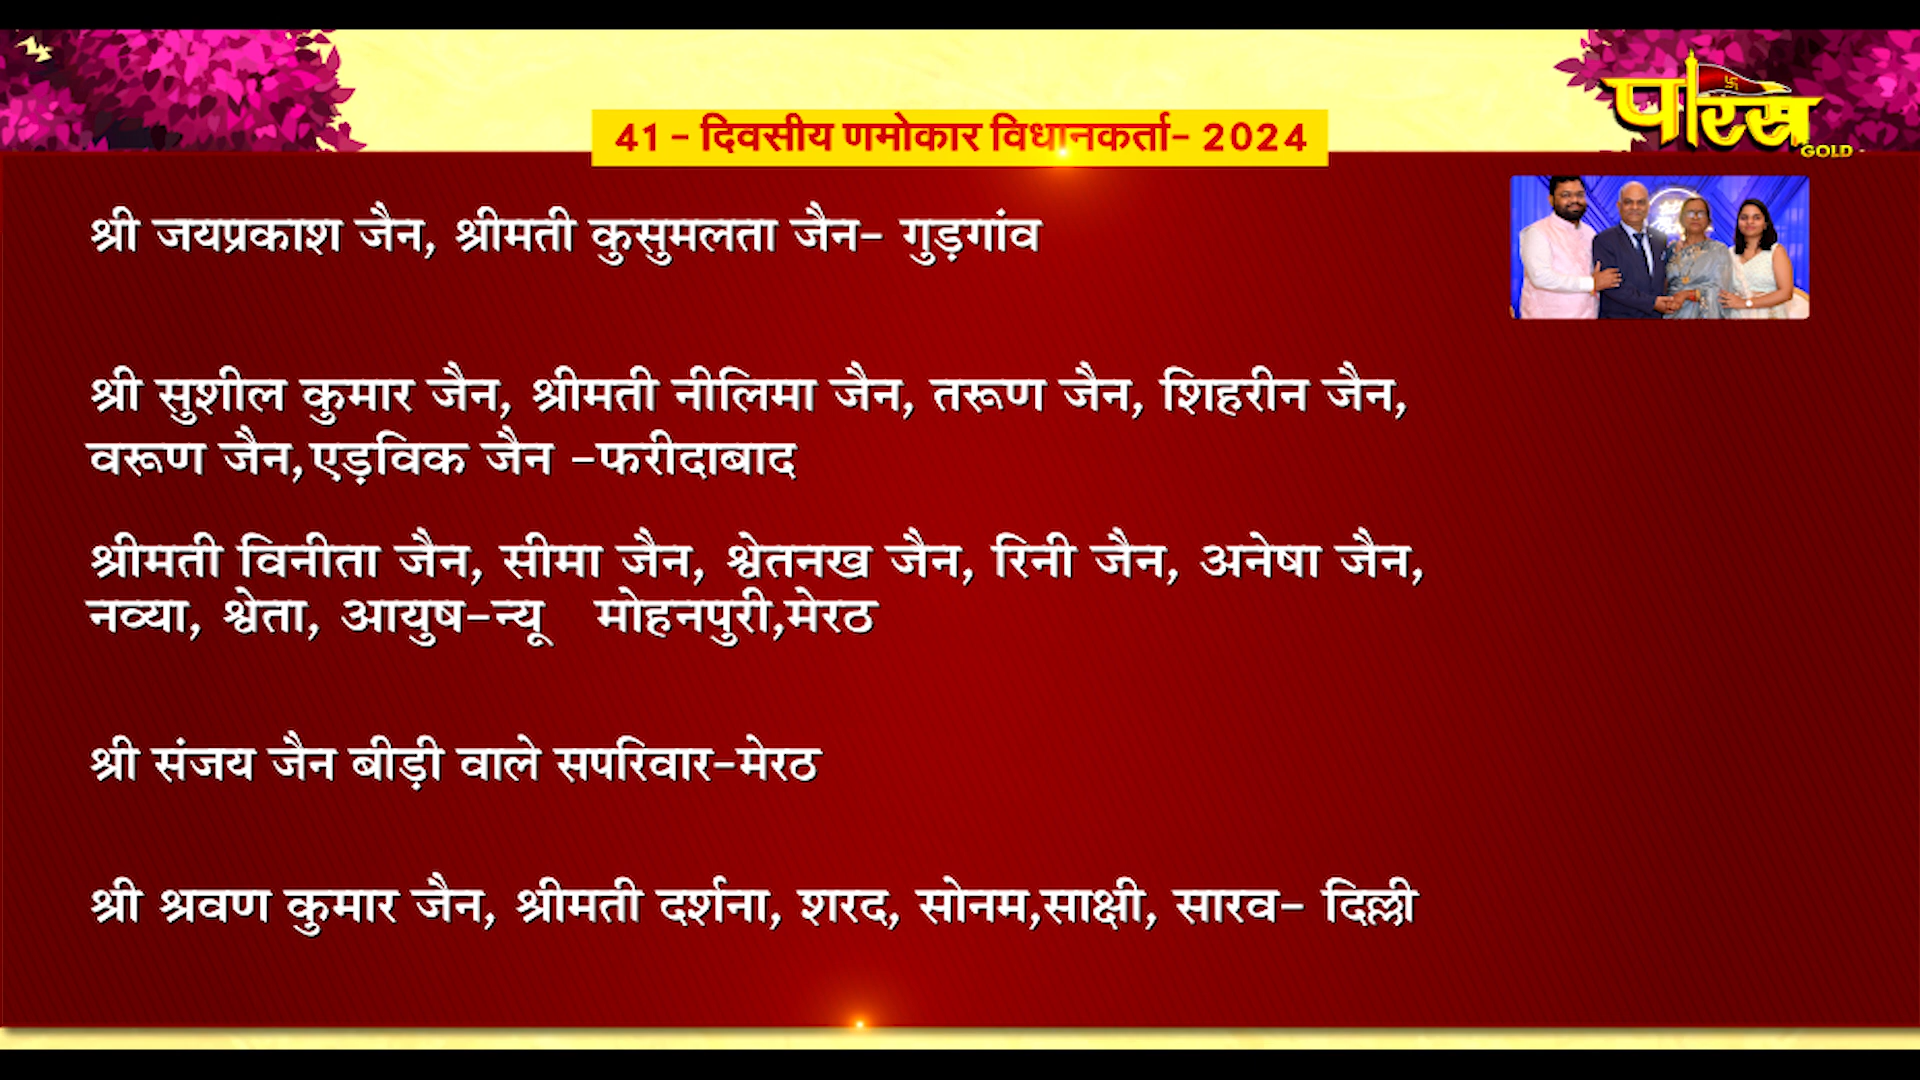 41 - दिवसीय णमोकार विधानकर्ता- 2024
पारस
GOLD
श्री जयप्रकाश जैन, श्रीमती कुसुमलता जैन- गुड़गांव
श्री सुशील कुमार जैन, श्रीमती नीलिमा जैन, तरूण जैन, शिहरीन जैन,
वरूण जैन,एड़विक जैन -फरीदाबाद
श्रीमती विनीता जैन, सीमा जैन, श्वेतनख जैन, रिनी जैन, अनेषा जैन,
नव्या, श्वेता, आयुष-न्यू मोहनपुरी,मेरठ
श्री संजय जैन बीड़ी वाले सपरिवार-मेरठ
श्री श्रवण कुमार जैन, श्रीमती दर्शना, शरद, सोनम,साक्षी, सारव- दिल्ली